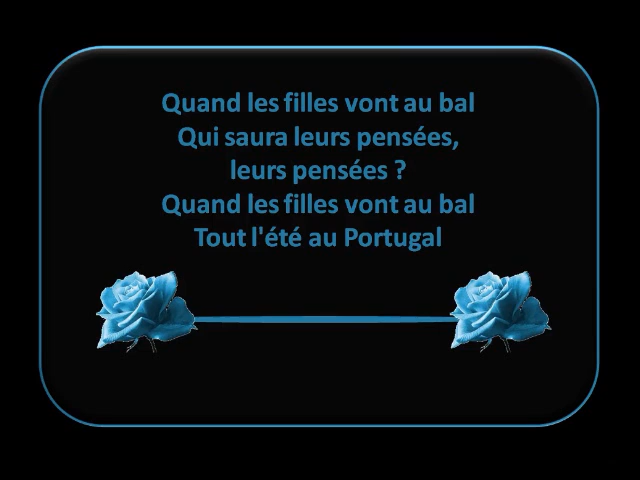 Quand les filles vont au bal
Qui saura leurs pensées,
leurs pensées ?
Quand les filles vont au bal
Tout l'été au Portugal